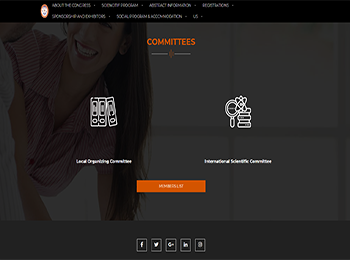 ABOUT THE CONGRESS SCIENTIFIC PROGRAM ABSTRACT INFORMATION REGISTRATIONS
SPONSORSHIP AND EXHIBITORS SOCIAL PROGRAM & ACCOMMODATION US
COMMITTEES
Local Organizing Committee International Scientific Committee
MEMBERS LIST